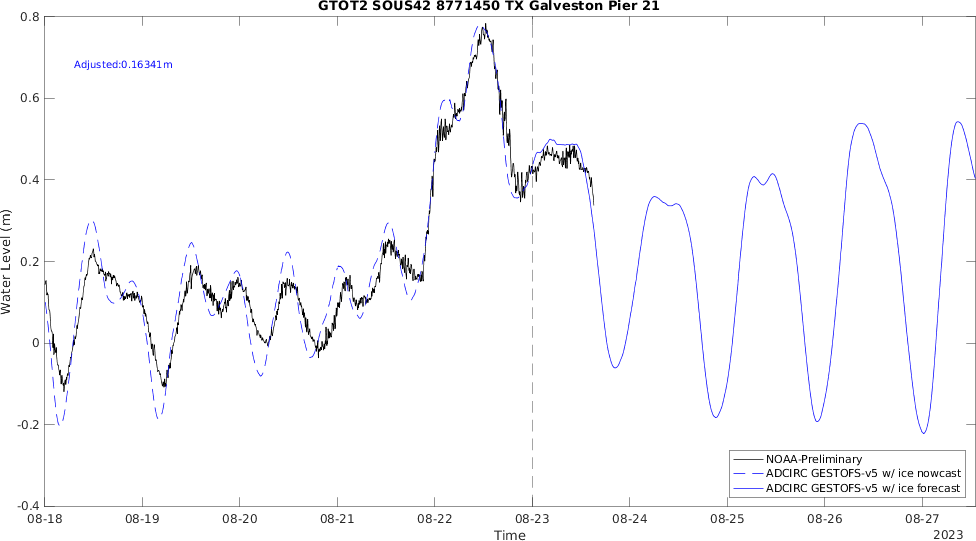 GTOT2 SOUS42 8771450 TX Galveston Pier 21
Adjusted:0.16341m
Water Level (m)
0.8
0.6
0.4
0.2
0
-0.2
-0.4
NOAA-Preliminary
ADCIRC GESTOFS-v5 w/ ice nowcast
ADCIRC GESTOFS-v5 w/ ice forecast
08-18 08-19 08-20 08-21 08-22 08-23 08-24 08-25 08-26 08-27
Time
2023